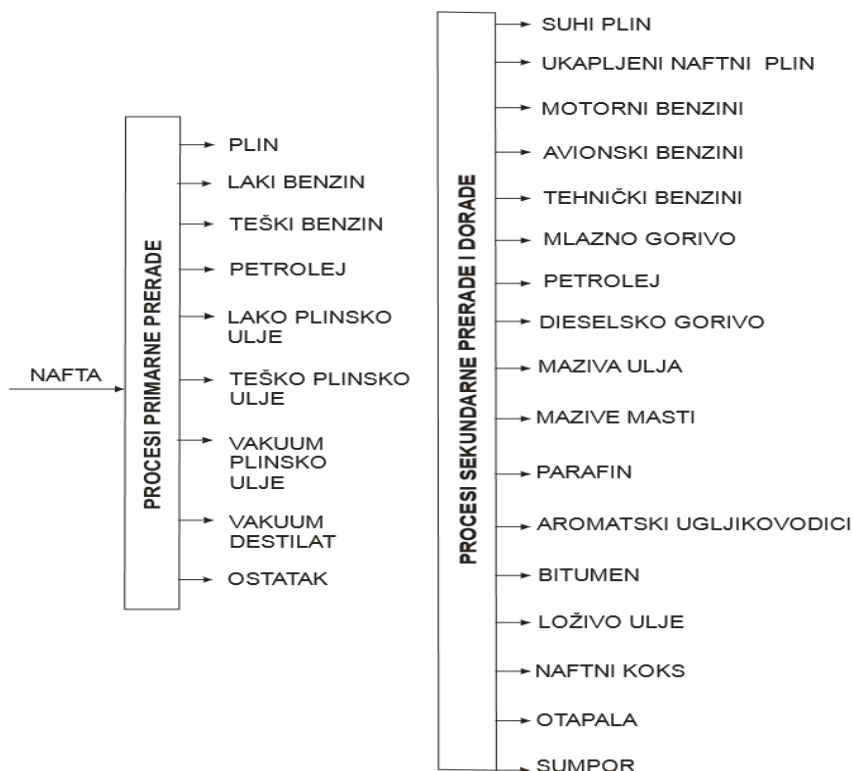 NAFTA
PROCESI PRIMARNE PRERADE
PLIN
LAKI BENZIN
TEŠKI BENZIN
PETROLEJ
LAKO PLINSKO
ULJE
TEŠKO PLINSKO
ULJE
VAKUUM
PLINSKO
ULJE
VAKUUM
DESTILAT
OSTATAK
PROCESI SEKUNDARNE PRERADE I DORADE
SUHI PLIN
UKAPLJENI NAFTNI PLIN
MOTORNI BENZINI
AVIONSKI BENZINI
TEHNIČKI BENZINI
MLAZNO GORIVO
PETROLEJ
DIESELSKO GORIVO
MAZIVA ULJA
MAZIVE MASTI
PARAFIN
AROMATSKI UGLJIKOVODICI
BITUMEN
LOŽIVO ULJE
NAFTNI KOKS
OTAPALA
SUMPOR